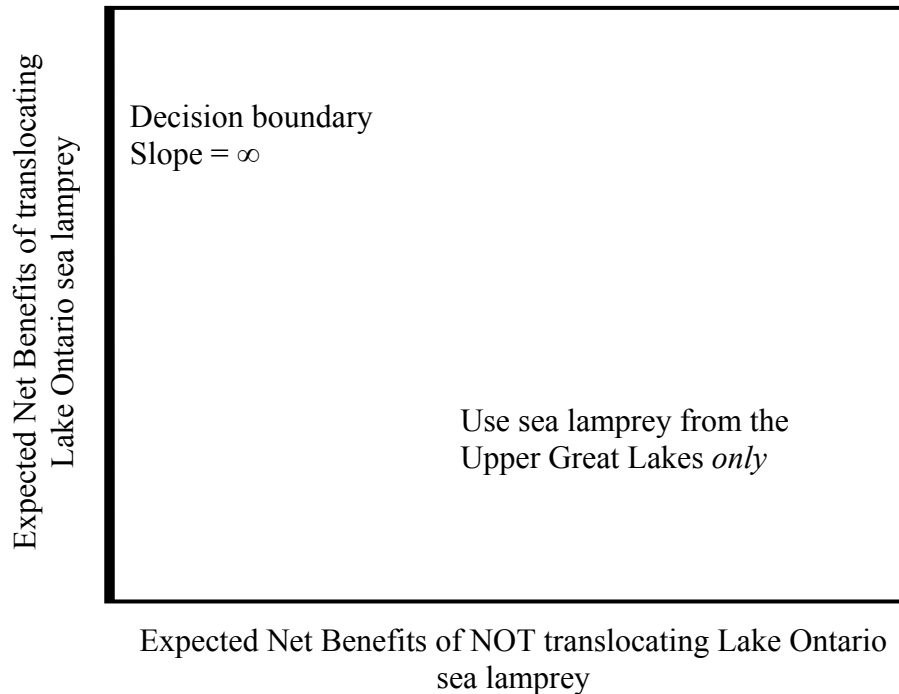 Expected Net Benefits of translocating
Lake Ontario sea lamprey
Decision boundary
Slope = ∞
Use sea lamprey from the
Upper Great Lakes only
Expected Net Benefits of NOT translocating Lake Ontario
sea lamprey